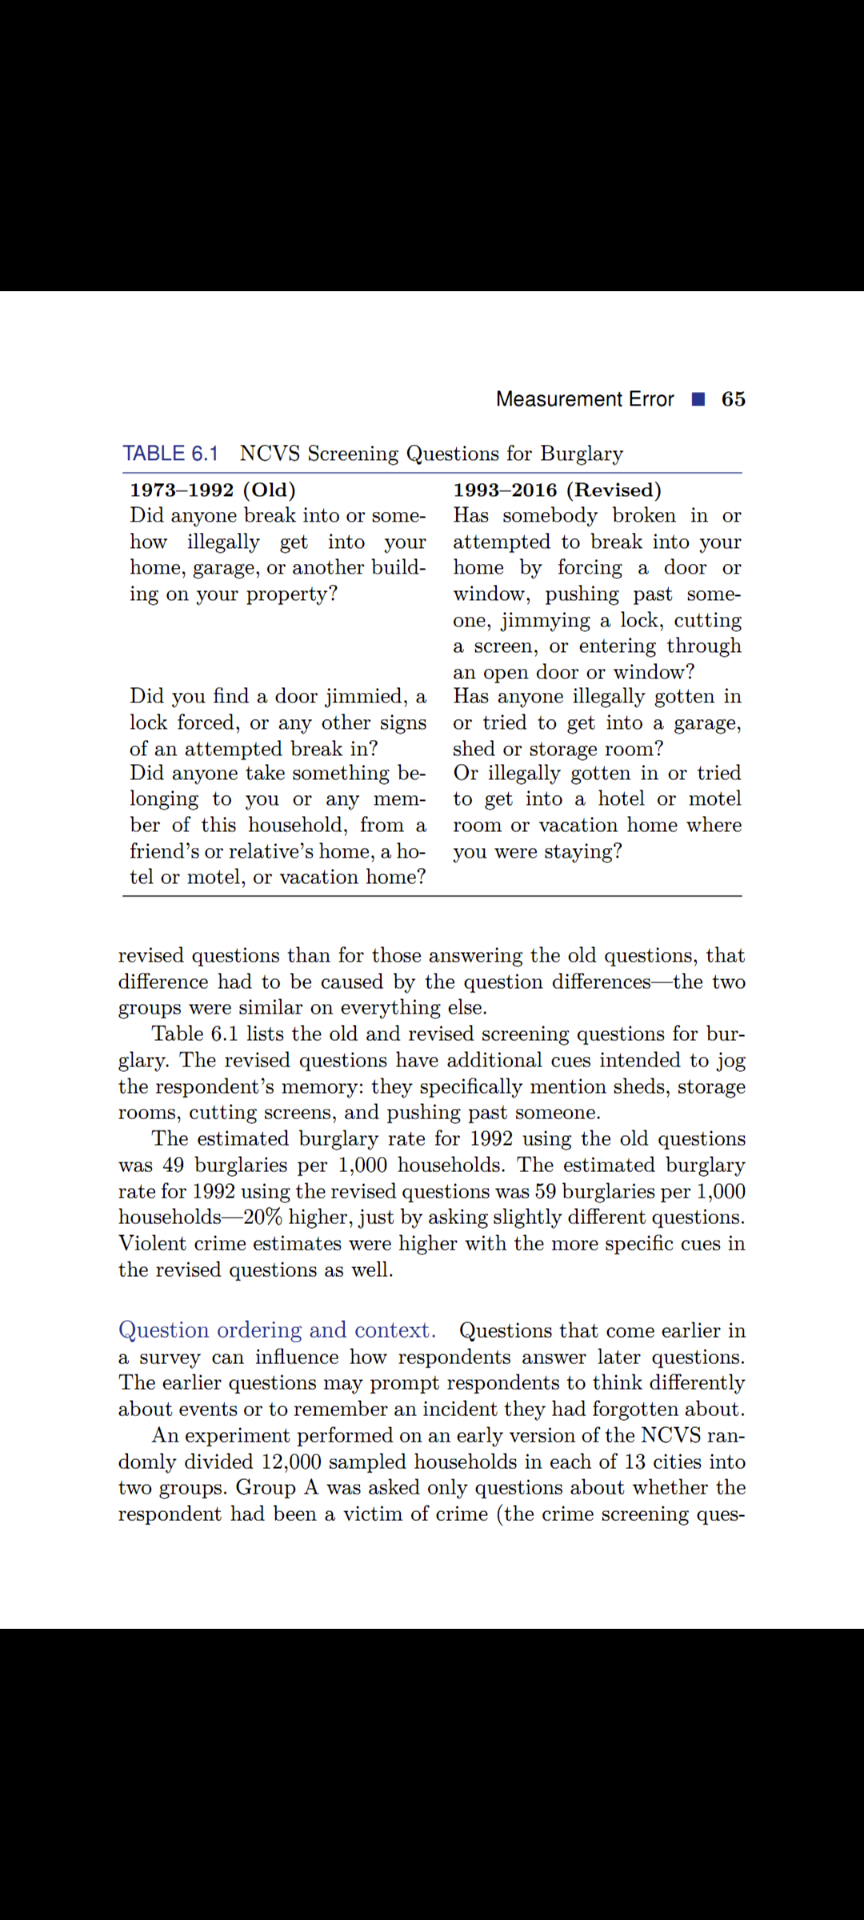 Measurement Error ■ 65
TABLE 6.1 NCVS Screening Questions for Burglary
1973–1992 (Old)
Did anyone break into or some-
how illegally get into your
home, garage, or another build-
ing on your property?
1993–2016 (Revised)
Has somebody broken in or
attempted to break into your
home by forcing a door or
window, pushing past some-
one, jimmying a lock, cutting
a screen, or entering through
an open door or window?
Did you find a door jimmied, a
lock forced, or any other signs
of an attempted break in?
Has anyone illegally gotten in
or tried to get into a garage,
shed or storage room?
Did anyone take something be-
longing to you or any mem-
ber of this household, from a
friend's or relative's home, a ho-
tel or motel, or vacation home?
Or illegally gotten in or tried
to get into a hotel or motel
room or vacation home where
you were staying?
revised questions than for those answering the old questions, that
difference had to be caused by the question differences—the two
groups were similar on everything else.
Table 6.1 lists the old and revised screening questions for bur-
glary. The revised questions have additional cues intended to jog
the respondent's memory: they specifically mention sheds, storage
rooms, cutting screens, and pushing past someone.
The estimated burglary rate for 1992 using the old questions
was 49 burglaries per 1,000 households. The estimated burglary
rate for 1992 using the revised questions was 59 burglaries per 1,000
households—20% higher, just by asking slightly different questions.
Violent crime estimates were higher with the more specific cues in
the revised questions as well.
Question ordering and context. Questions that come earlier in
a survey can influence how respondents answer later questions.
The earlier questions may prompt respondents to think differently
about events or to remember an incident they had forgotten about.
An experiment performed on an early version of the NCVS ran-
domly divided 12,000 sampled households in each of 13 cities into
two groups. Group A was asked only questions about whether the
respondent had been a victim of crime (the crime screening ques-